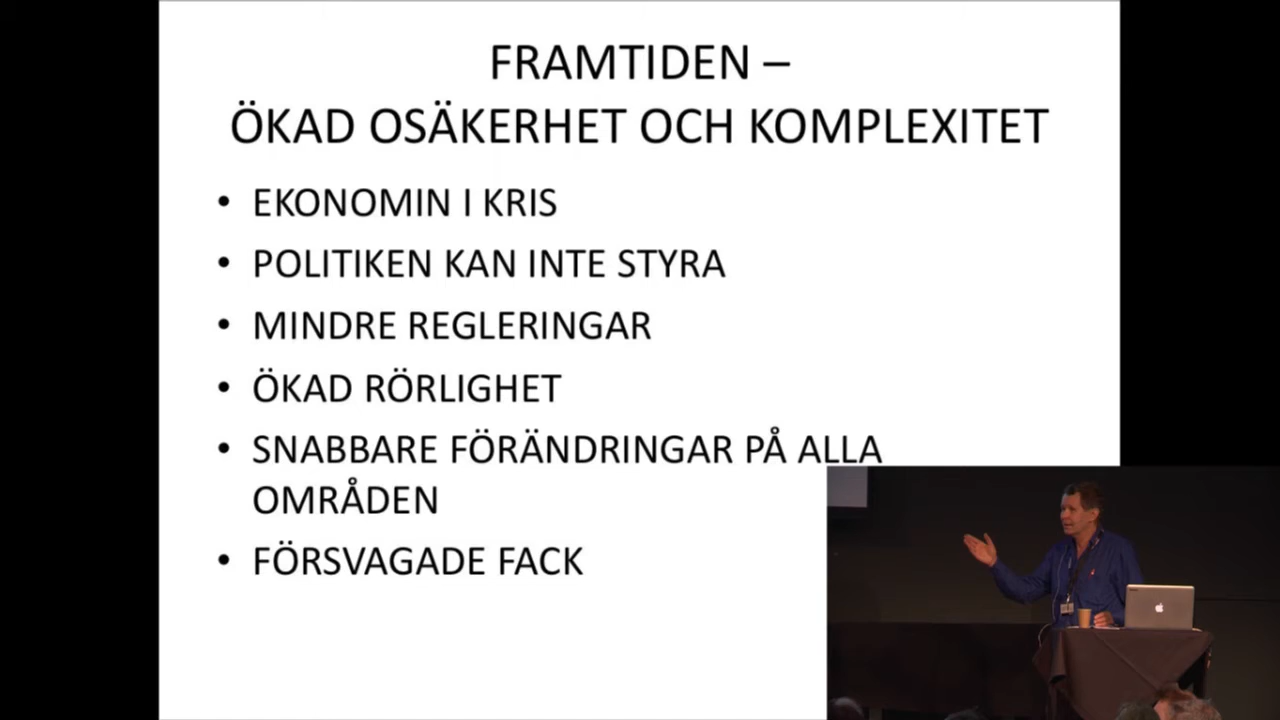 FRAMTIDEN –
ÖKAD OSÄKERHET OCH KOMPLEXITET
• EKONOMIN I KRIS
• POLITIKEN KAN INTE STYRA
• MINDRE REGLERINGAR
• ÖKAD RÖRLIGHET
• SNABBARE FÖRÄNDRINGAR PÅ ALLA
OMRÅDEN
• FÖRSVAGADE FACK